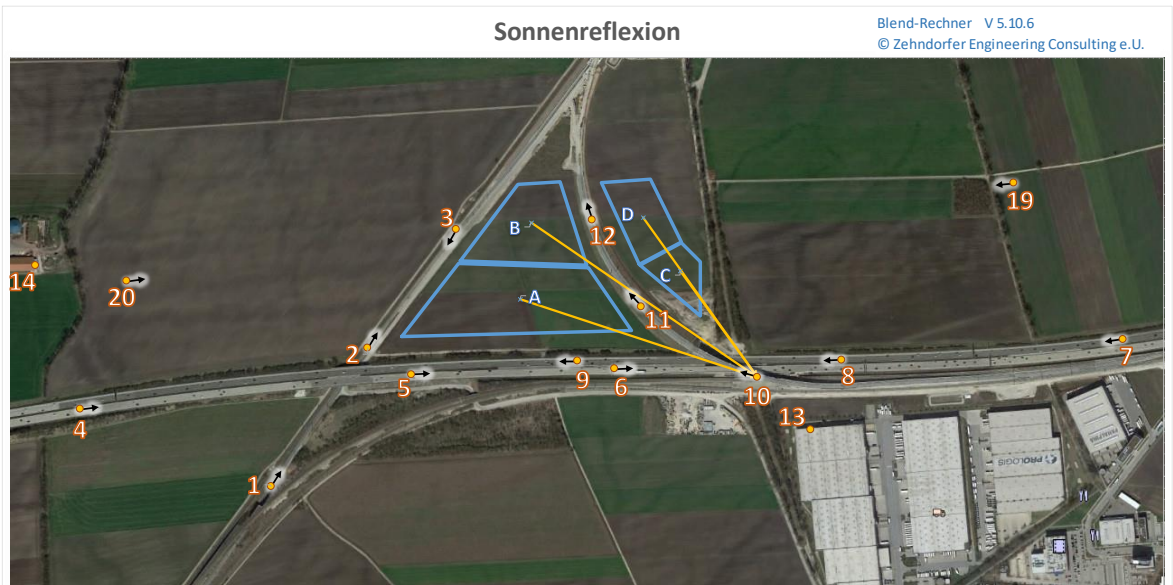 Sonnenreflexion
Blend-Rechner V 5.10.6
© Zehndorfer Engineering Consulting e.U.
19
3
B
D
12
14
20
C
A
11
2
7
9
8
5
6
10
4
13
PROLOGIS
1